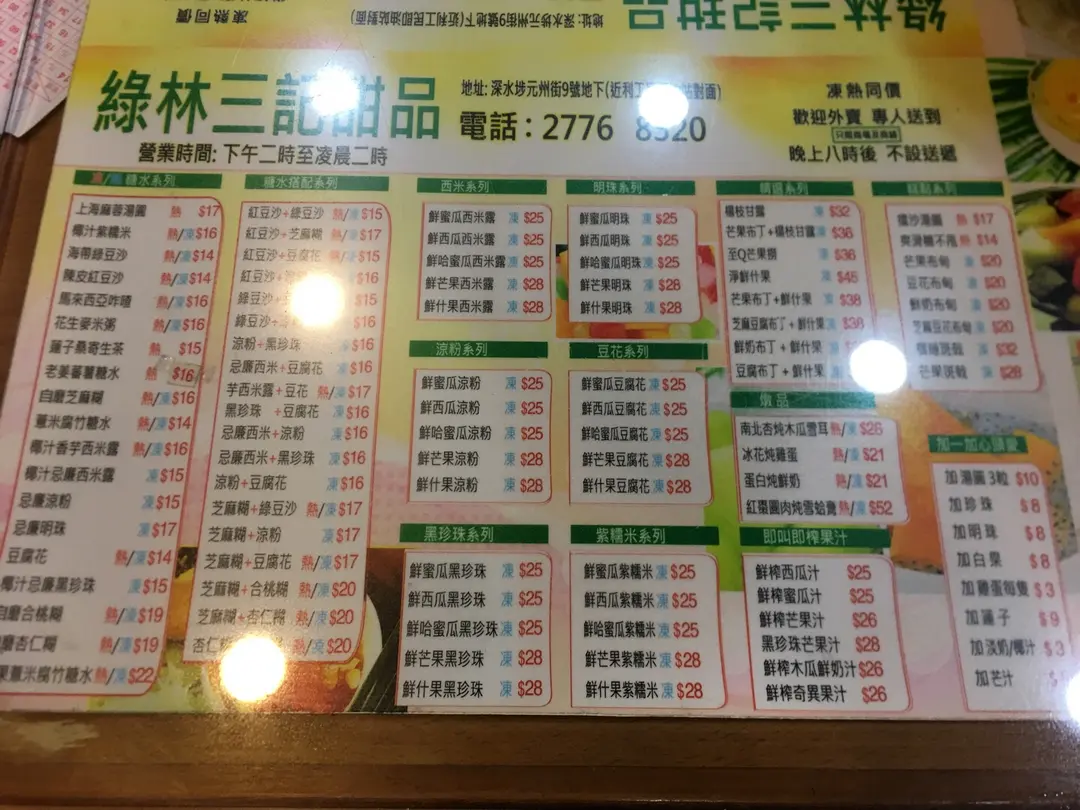 綠林三記甜品
地址: 深水埗元州街9號地下(近利工 對面)
電話 : 2776 8520
營業時間: 下午二時至凌晨二時
凍熱同價
歡迎外賣 專人送到
晚上八時後 不設送遞
糖水系列
上海麻蓉湯圓 熱 $17
椰汁紫糯米 熱/凍$16
海帶綠豆沙 熱/凍$14
陳皮紅豆沙 熱/凍$14
馬來西亞喳咋 熱/凍$16
花生麥米粥 熱/凍$16
蓮子桑寄生茶 熱 $15
老美蕃薯糖水 熱 $16
自磨芝麻糊 熱/凍$16
薏米腐竹糖水 熱/凍$14
椰汁香芋西米露 熱/凍$16
椰汁忌廉西米露 凍$15
忌廉涼粉 凍$15
忌廉明珠 凍$17
豆腐花 熱/凍$14
椰汁忌廉黑珍珠 凍$15
自磨合桃糊 熱/凍$19
磨杏仁糊 熱/凍$19
果薏米腐竹糖水 熱/凍$22
糖水搭配系列
紅豆沙+綠豆沙 熱/凍$15
紅豆沙+芝麻糊 熱/凍$17
紅豆沙+豆腐花 熱/凍$15
紅豆沙 $16
綠豆沙+ $15
綠豆沙+ $16
涼粉+黑珍珠 $16
忌廉西米+豆腐花 凍$16
芋西米露+豆花 熱/凍$17
黑珍珠 +豆腐花 凍$16
忌廉西米+涼粉 凍$16
忌廉西米+黑珍珠 凍$16
涼粉+豆腐花 凍$16
芝麻糊+綠豆沙 熱/凍$17
芝麻糊+涼粉 凍$17
芝麻糊+豆腐花 熱/凍$17
芝麻糊+合桃糊 熱/凍$20
芝麻糊+杏仁糊 熱/凍$20
杏仁 熱/凍$20
西米系列
鮮蜜瓜西米露 凍 $25
鮮西瓜西米露 凍 $25
鮮哈蜜瓜西米露 凍 $25
鮮芒果西米露 凍 $28
鮮什果西米露 凍 $28
涼粉系列
鮮蜜瓜涼粉 凍 $25
鮮西瓜涼粉 凍 $25
鮮哈蜜瓜涼粉 凍 $25
鮮芒果涼粉 凍 $28
鮮什果涼粉 凍 $28
黑珍珠系列
鮮蜜瓜黑珍珠 凍 $25
鮮西瓜黑珍珠 凍 $25
鮮哈蜜瓜黑珍珠 凍 $25
鮮芒果黑珍珠 凍 $28
鮮什果黑珍珠 凍 $28
明珠系列
鮮蜜瓜明珠 凍 $25
鮮西瓜明珠 凍 $25
鮮哈蜜瓜明珠 凍 $25
鮮芒果明珠 凍 $28
鮮什果明珠 凍 $28
豆花系列
鮮蜜瓜豆腐花 凍 $25
鮮西瓜豆腐花 凍 $25
鮮哈蜜瓜豆腐花 凍 $25
鮮芒果豆腐花 凍 $28
鮮什果豆腐花 凍 $28
紫糯米系列
鮮蜜瓜紫糯米 凍 $25
鮮西瓜紫糯米 凍 $25
鮮哈蜜瓜紫糯米 凍 $25
鮮芒果紫糯米 凍 $28
鮮什果紫糯米 凍 $28
精選系列
楊枝甘露 凍 $32
芒果布丁+楊枝甘露 凍 $36
至Q芒果撈 凍 $36
淨鮮什果 凍 $45
芒果布丁+鮮什果 凍 $38
芝麻豆腐布丁+鮮什果 凍 $38
鮮奶布丁 + 鮮什果
豆腐布丁 + 鮮什果
燉品
南北杏炖木瓜雪耳 熱/凍 $26
冰花炖雞蛋 熱/凍 $21
蛋白炖鮮奶 熱/凍 $21
紅棗圓肉炖雪蛤膏 熱/凍 $52
即叫即榨果汁
鮮榨西瓜汁 $25
鮮榨蜜瓜汁 $25
鮮榨芒果汁 $26
黑珍珠芒果汁 $28
鮮榨木瓜鮮奶汁 $26
鮮榨奇異果汁 $26
糕點系列
擂沙湯圓 熱 $17
爽滑糖不甩 熱 $14
芒果布甸 凍 $20
豆花布甸 凍 $20
鮮奶布甸 凍 $20
芝麻豆花布甸 凍 $20
班戟 凍 $32
芒果班戟 凍 $28
加一加心頭愛
加湯圓 3粒 $10
加珍珠 $8
加明珠 $8
加白果 $8
加雞蛋每隻 $3
加蓮子 $9
加淡奶/椰汁 $3
加芒汁